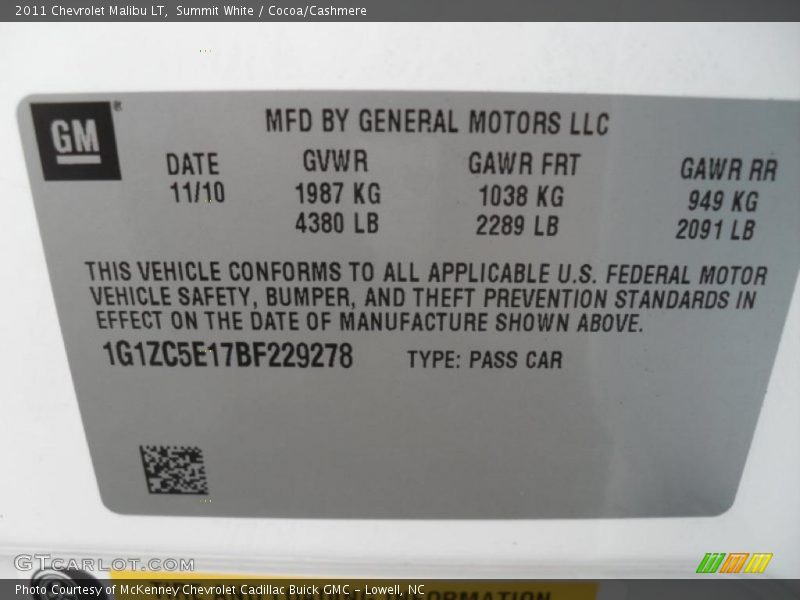 2011 Chevrolet Malibu LT, Summit White / Cocoa/Cashmere
GM®
MFD BY GENERAL MOTORS LLC
DATE GVWR GAWR FRT GAWR RR
11/10 1987 KG 1038 KG 949 KG
4380 LB 2289 LB 2091 LB
THIS VEHICLE CONFORMS TO ALL APPLICABLE U.S. FEDERAL MOTOR
VEHICLE SAFETY, BUMPER, AND THEFT PREVENTION STANDARDS IN
EFFECT ON THE DATE OF MANUFACTURE SHOWN ABOVE.
1G1ZC5E17BF229278 TYPE: PASS CAR
GTCarLot.com
Photo Courtesy of McKenney Chevrolet Cadillac Buick GMC - Lowell, NC